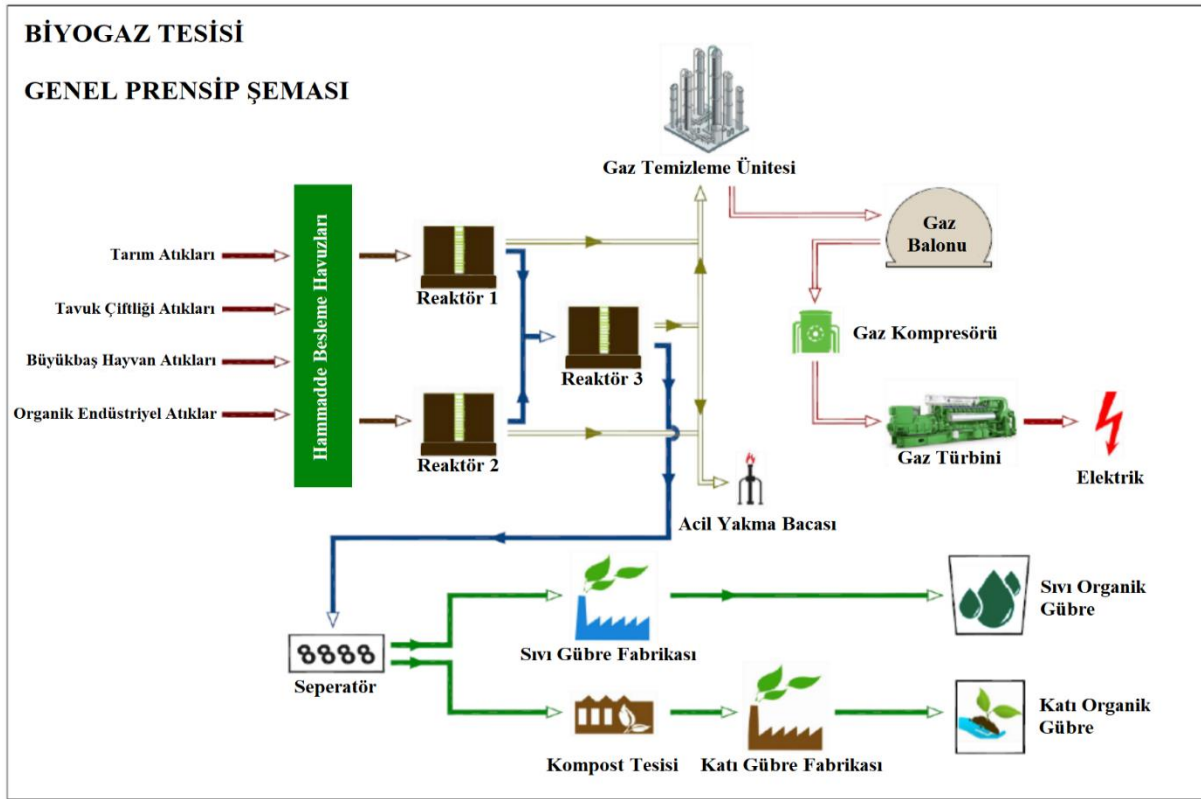 BİYOGAZ TESİSİ
GENEL PRENSİP ŞEMASI
Gaz Temizleme Ünitesi
Gaz
Balonu
Hammadde Besleme Havuzları
Tarım Atıkları
Tavuk Çiftliği Atıkları
Büyükbaş Hayvan Atıkları
Organik Endüstriyel Atıklar
Reaktör 1
Reaktör 3
Reaktör 2
Gaz Kompresörü
Gaz Türbini
Elektrik
Acil Yakma Bacası
Sıvı Organik
Gübre
Sıvı Gübre Fabrikası
Seperatör
Katı Organik
Gübre
Kompost Tesisi
Katı Gübre Fabrikası